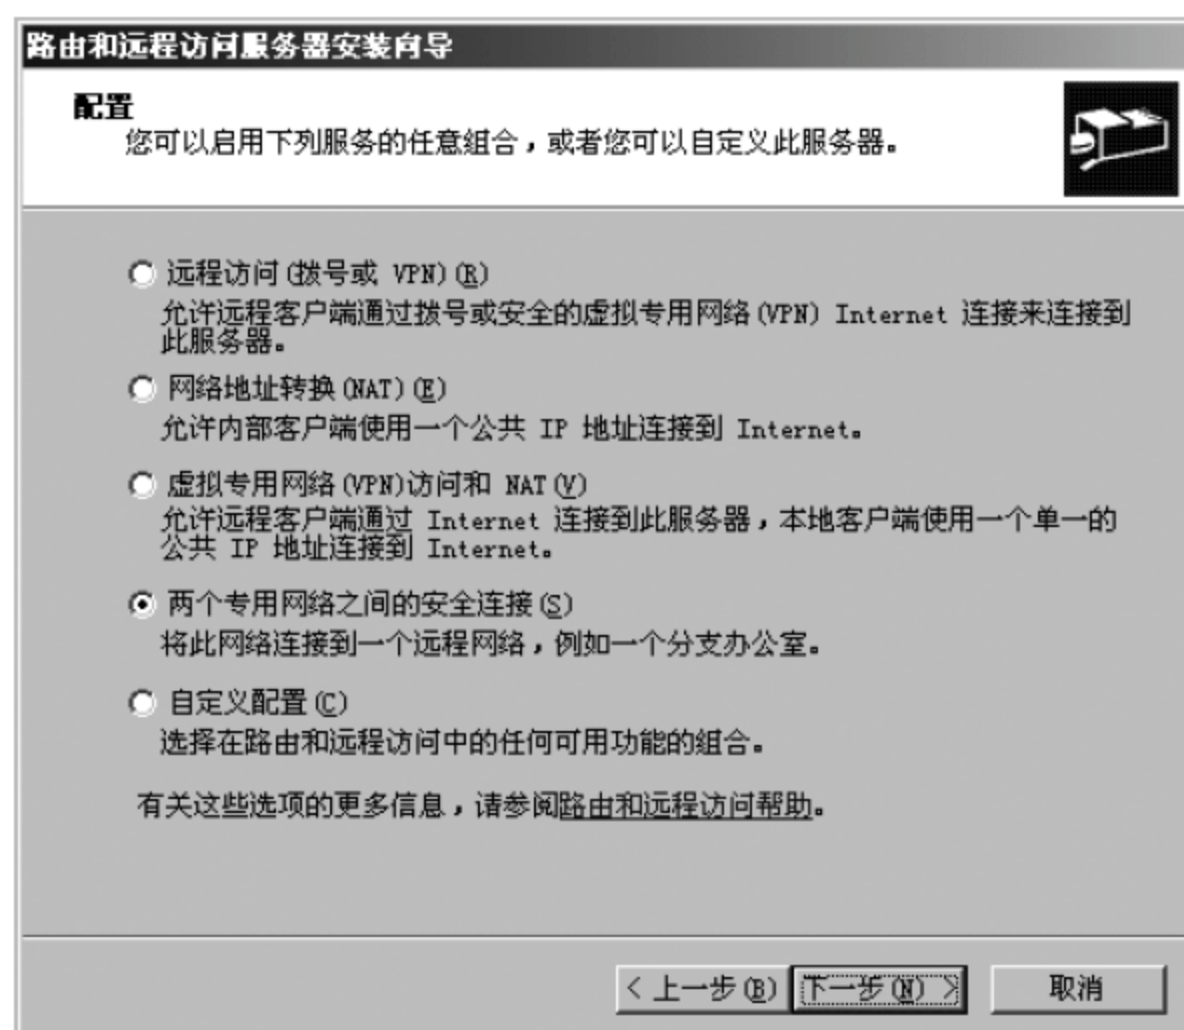 路由和远程访问服务器安装向导
配置
您可以启用下列服务的任意组合，或者您可以自定义此服务器。
远程访问(拨号或 VPN)(R)
允许远程客户端通过拨号或安全的虚拟专用网络(VPN) Internet 连接来连接到
此服务器。
网络地址转换(NAT)(E)
允许内部客户端使用一个公共 IP 地址连接到 Internet。
虚拟专用网络(VPN)访问和 NAT(V)
允许远程客户端通过 Internet 连接到此服务器，本地客户端使用一个单一的
公共 IP 地址连接到 Internet。
两个专用网络之间的安全连接(S)
将此网络连接到一个远程网络，例如一个分支办公室。
自定义配置(C)
选择在路由和远程访问中的任何可用功能的组合。
有关这些选项的更多信息，请参阅路由和远程访问帮助。
< 上一步(B) 下一步(N) > 取消